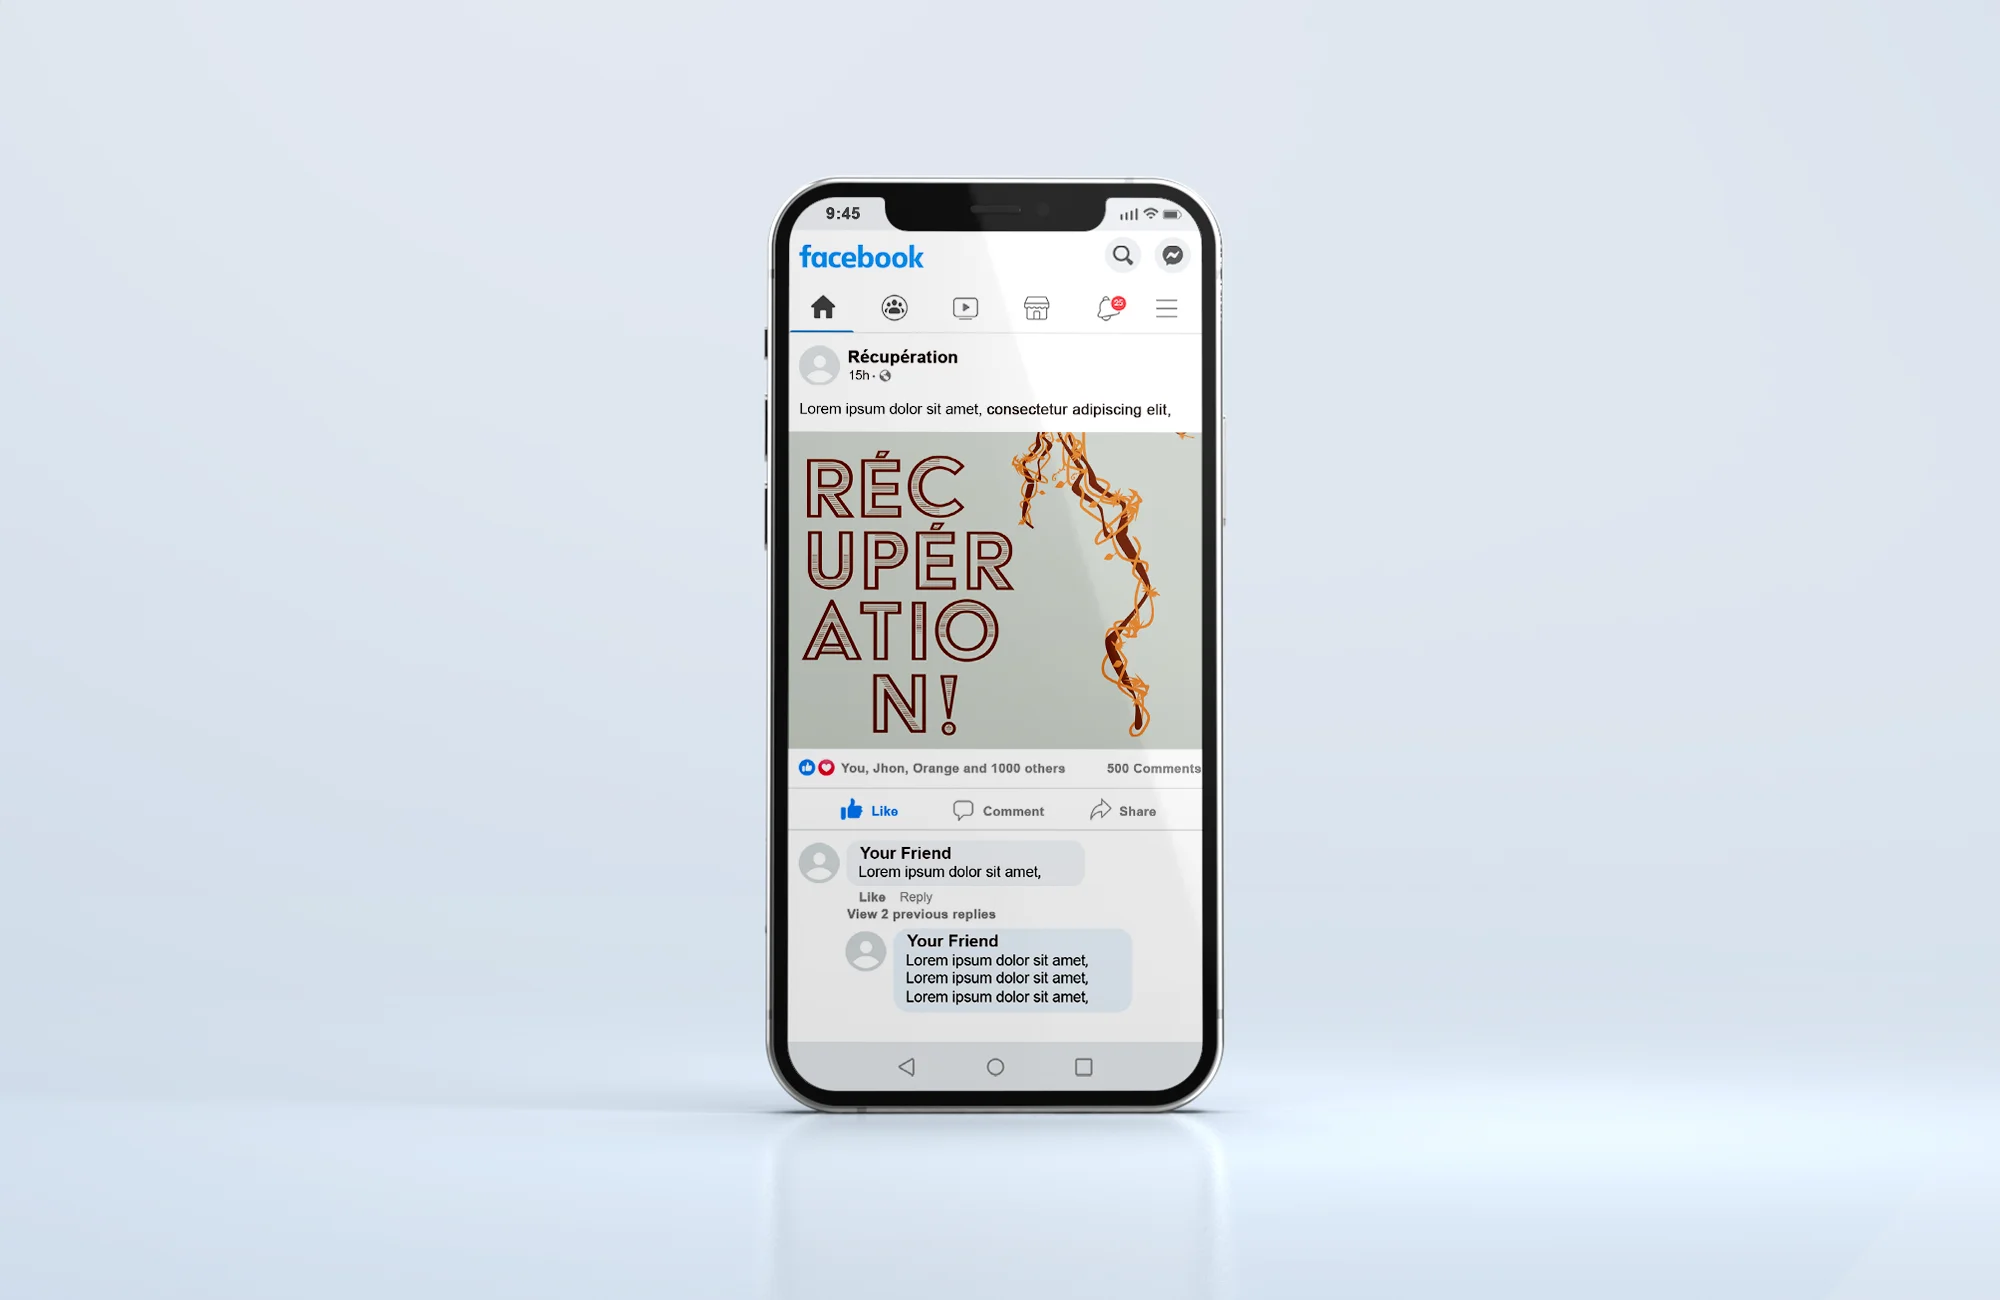 9:45
facebook
25
Récupération
15h ·
Lorem ipsum dolor sit amet, consectetur adipiscing elit,
RÉC
UPÉR
ATIO
N!
You, Jhon, Orange and 1000 others 500 Comments
Like Comment Share
Your Friend
Lorem ipsum dolor sit amet,
Like Reply
View 2 previous replies
Your Friend
Lorem ipsum dolor sit amet,
Lorem ipsum dolor sit amet,
Lorem ipsum dolor sit amet,